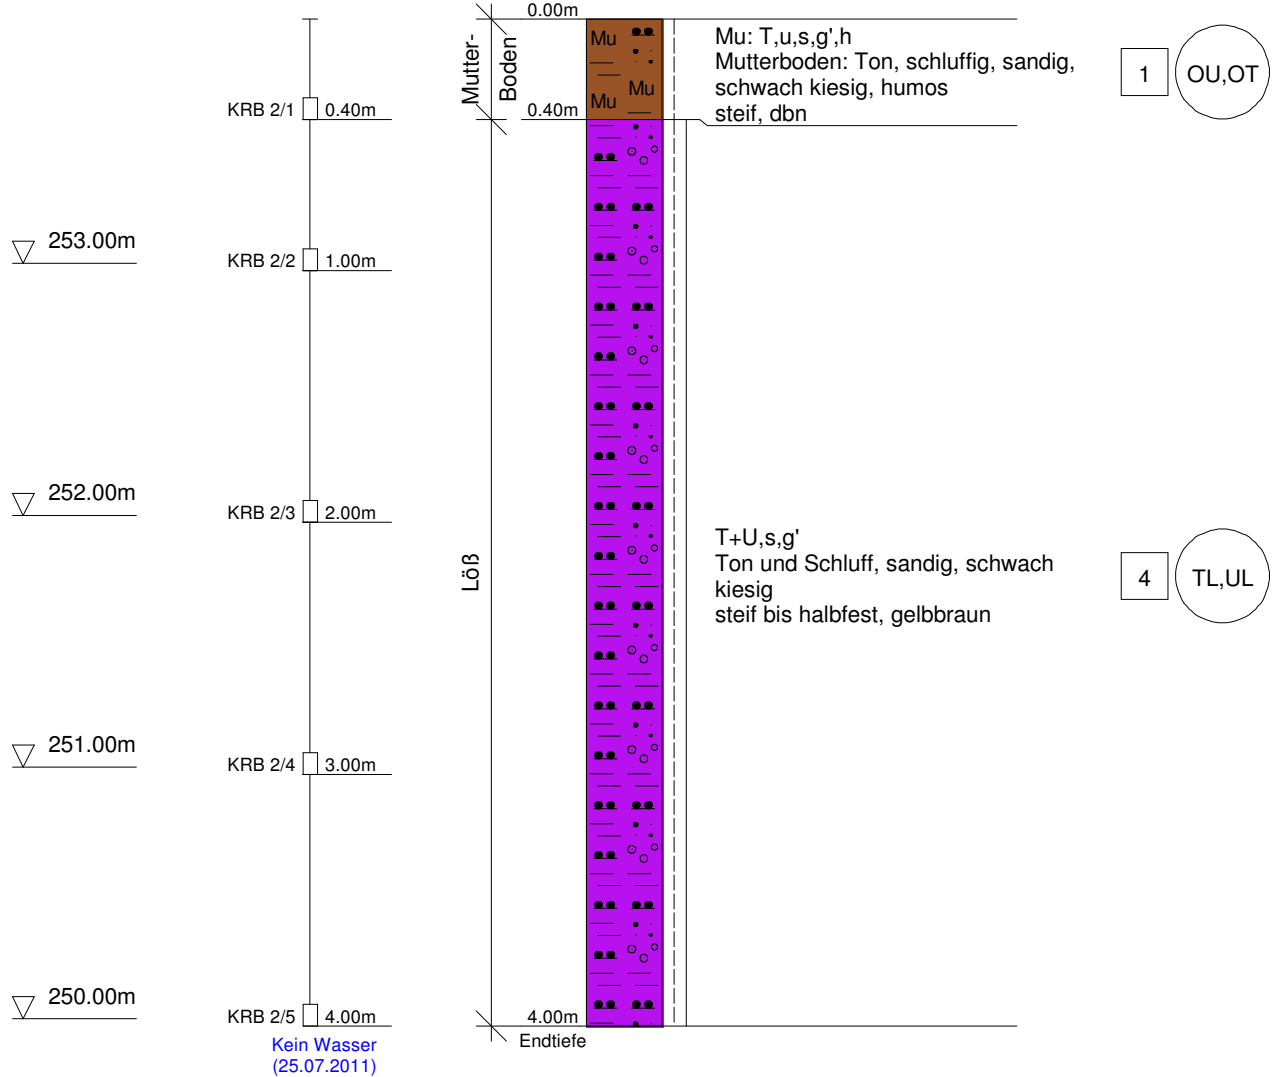 0.00m
Mutter-
Boden
Mu
Mu
Mu
Mu: T,u,s,g',h
Mutterboden: Ton, schluffig, sandig,
schwach kiesig, humos
steif, dbn
1
OU,OT
KRB 2/1
0.40m
0.40m
253.00m
KRB 2/2
1.00m
252.00m
KRB 2/3
2.00m
Löß
T+U,s,g'
Ton und Schluff, sandig, schwach
kiesig
steif bis halbfest, gelbbraun
4
TL,UL
251.00m
KRB 2/4
3.00m
250.00m
KRB 2/5
4.00m
4.00m
Kein Wasser
(25.07.2011)
Endtiefe